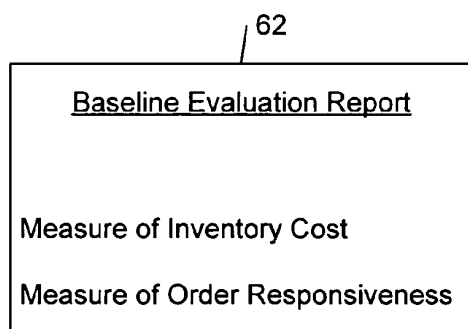 62
Baseline Evaluation Report
Measure of Inventory Cost
Measure of Order Responsiveness